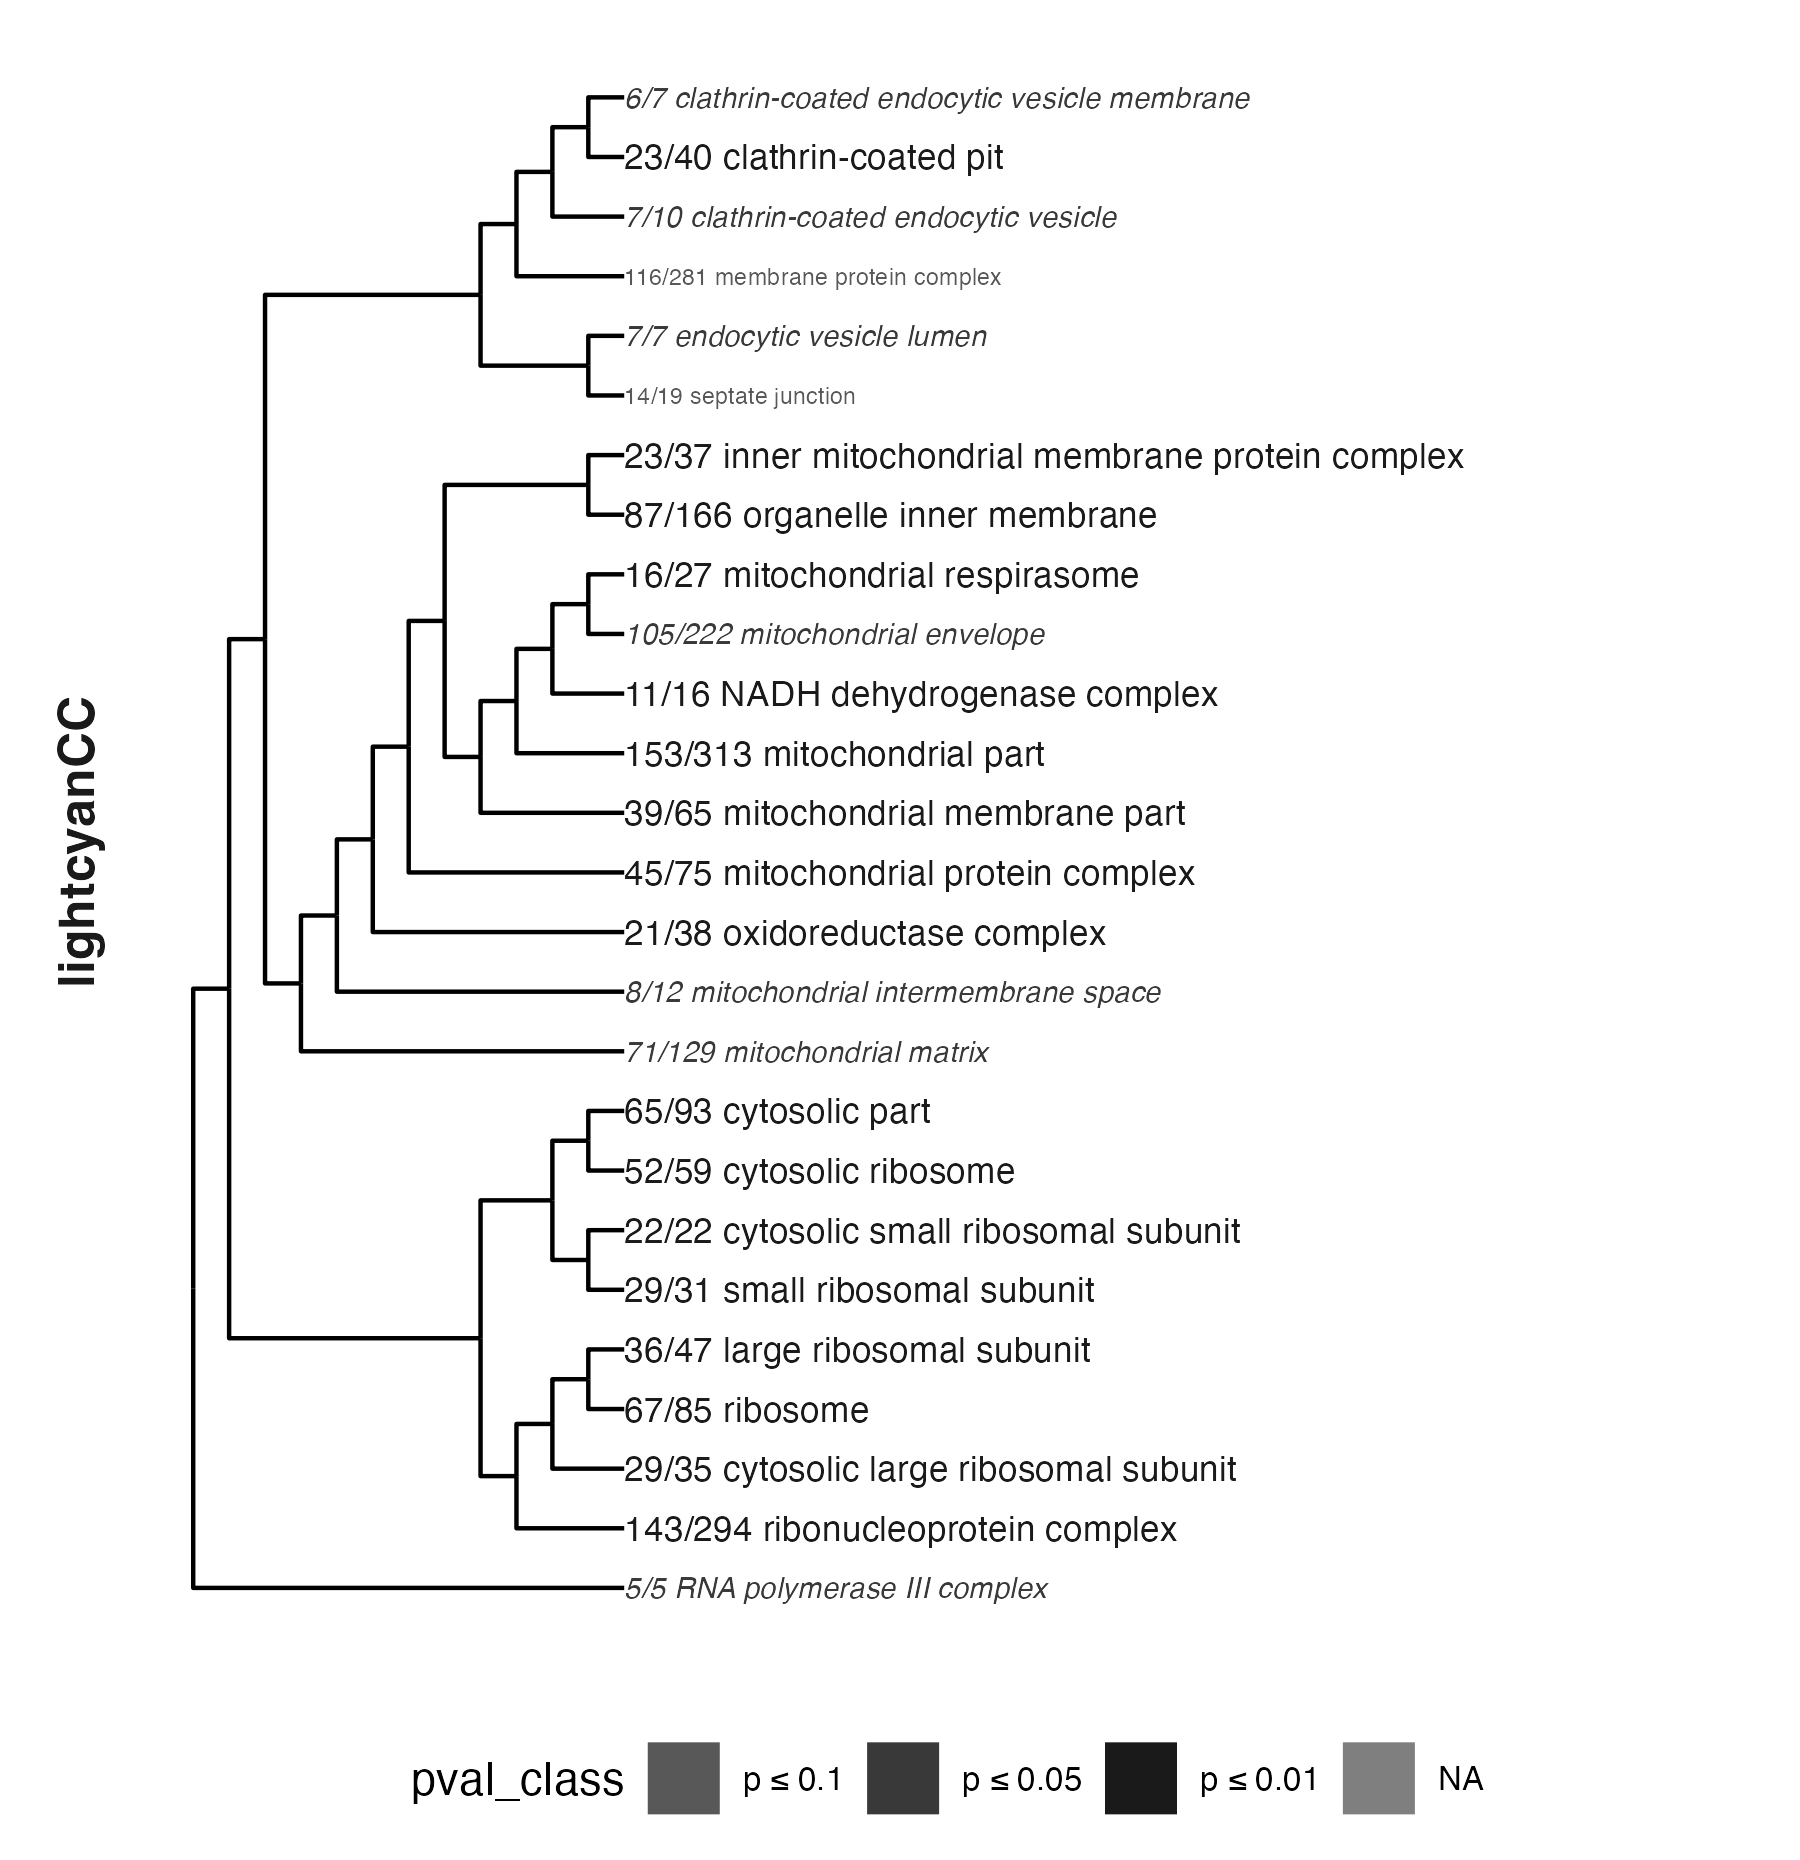 6/7 clathrin-coated endocytic vesicle membrane
23/40 clathrin-coated pit
7/10 clathrin-coated endocytic vesicle
116/281 membrane protein complex
7/7 endocytic vesicle lumen
14/19 septate junction
23/37 inner mitochondrial membrane protein complex
87/166 organelle inner membrane
16/27 mitochondrial respirasome
105/222 mitochondrial envelope
11/16 NADH dehydrogenase complex
153/313 mitochondrial part
39/65 mitochondrial membrane part
45/75 mitochondrial protein complex
21/38 oxidoreductase complex
8/12 mitochondrial intermembrane space
71/129 mitochondrial matrix
65/93 cytosolic part
52/59 cytosolic ribosome
22/22 cytosolic small ribosomal subunit
29/31 small ribosomal subunit
36/47 large ribosomal subunit
67/85 ribosome
29/35 cytosolic large ribosomal subunit
143/294 ribonucleoprotein complex
5/5 RNA polymerase III complex
lightcyanCC
pval_class p ≤ 0.1 p ≤ 0.05 p ≤ 0.01 NA